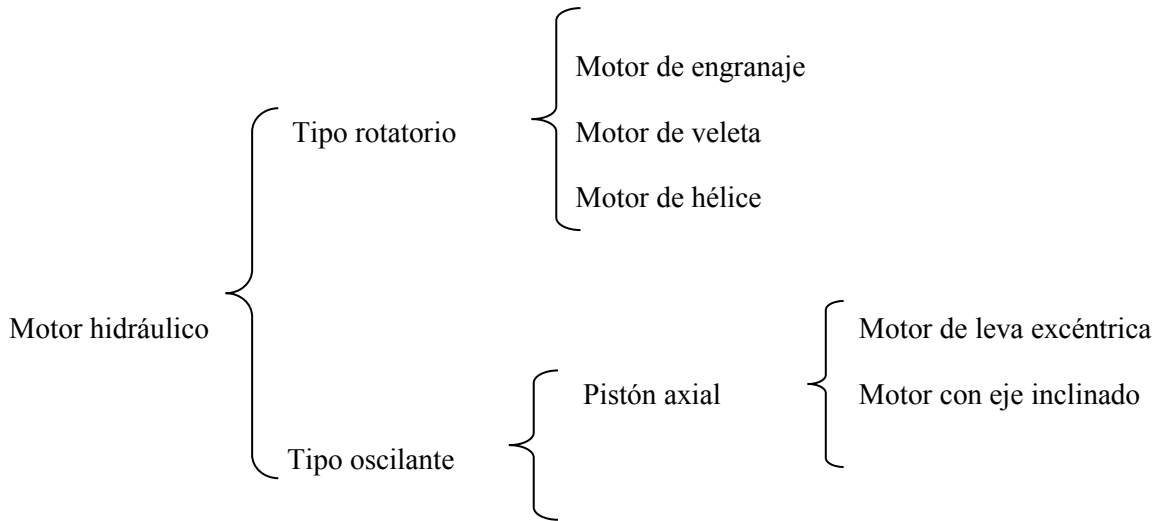 Motor hidráulico
Tipo rotatorio
Motor de engranaje
Motor de veleta
Motor de hélice
Tipo oscilante
Pistón axial
Motor de leva excéntrica
Motor con eje inclinado